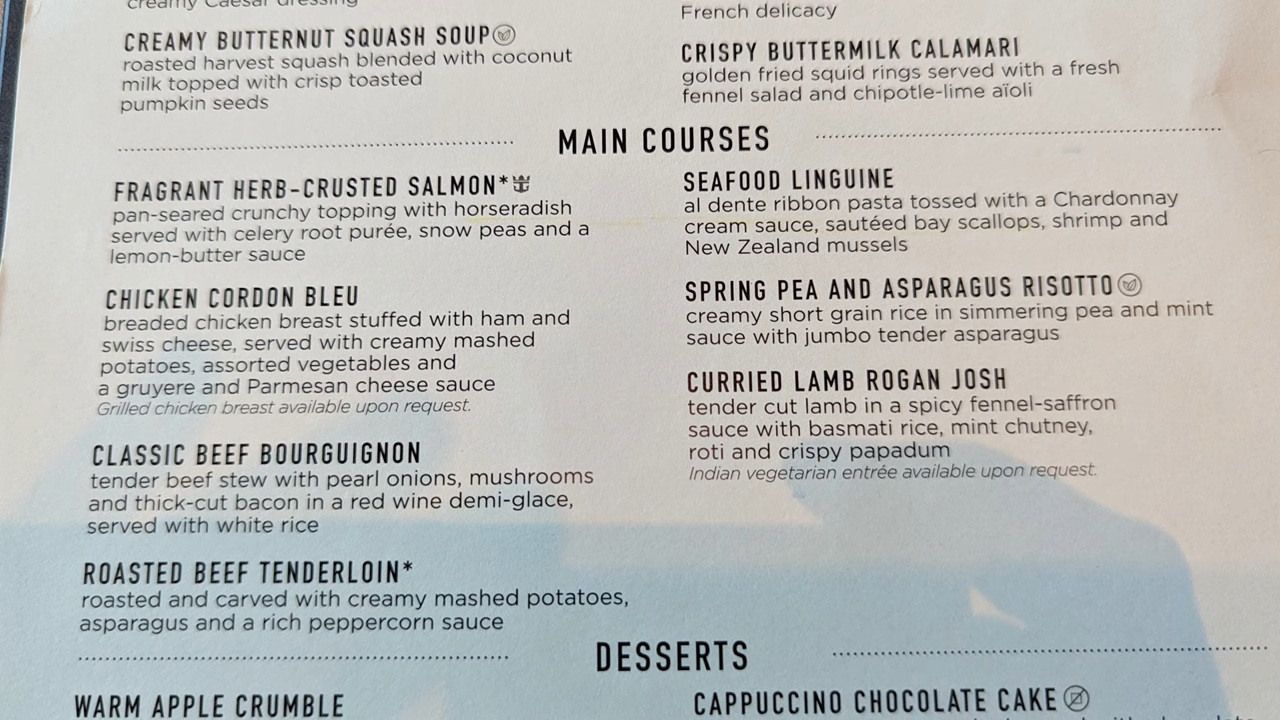 creamy Caesar dressing
CREAMY BUTTERNUT SQUASH SOUP
roasted harvest squash blended with coconut
milk topped with crisp toasted
pumpkin seeds
French delicacy
CRISPY BUTTERMILK CALAMARI
golden fried squid rings served with a fresh
fennel salad and chipotle-lime aïoli
MAIN COURSES
FRAGRANT HERB-CRUSTED SALMON*
pan-seared crunchy topping with horseradish
served with celery root purée, snow peas and a
lemon-butter sauce
CHICKEN CORDON BLEU
breaded chicken breast stuffed with ham and
swiss cheese, served with creamy mashed
potatoes, assorted vegetables and
a gruyere and Parmesan cheese sauce
Grilled chicken breast available upon request.
CLASSIC BEEF BOURGUIGNON
tender beef stew with pearl onions, mushrooms
and thick-cut bacon in a red wine demi-glace,
served with white rice
ROASTED BEEF TENDERLOIN*
roasted and carved with creamy mashed potatoes,
asparagus and a rich peppercorn sauce
SEAFOOD LINGUINE
al dente ribbon pasta tossed with a Chardonnay
cream sauce, sautéed bay scallops, shrimp and
New Zealand mussels
SPRING PEA AND ASPARAGUS RISOTTO
creamy short grain rice in simmering pea and mint
sauce with jumbo tender asparagus
CURRIED LAMB ROGAN JOSH
tender cut lamb in a spicy fennel-saffron
sauce with basmati rice, mint chutney,
roti and crispy papadum
Indian vegetarian entrée available upon request.
DESSERTS
WARM APPLE CRUMBLE
CAPPUCCINO CHOCOLATE CAKE